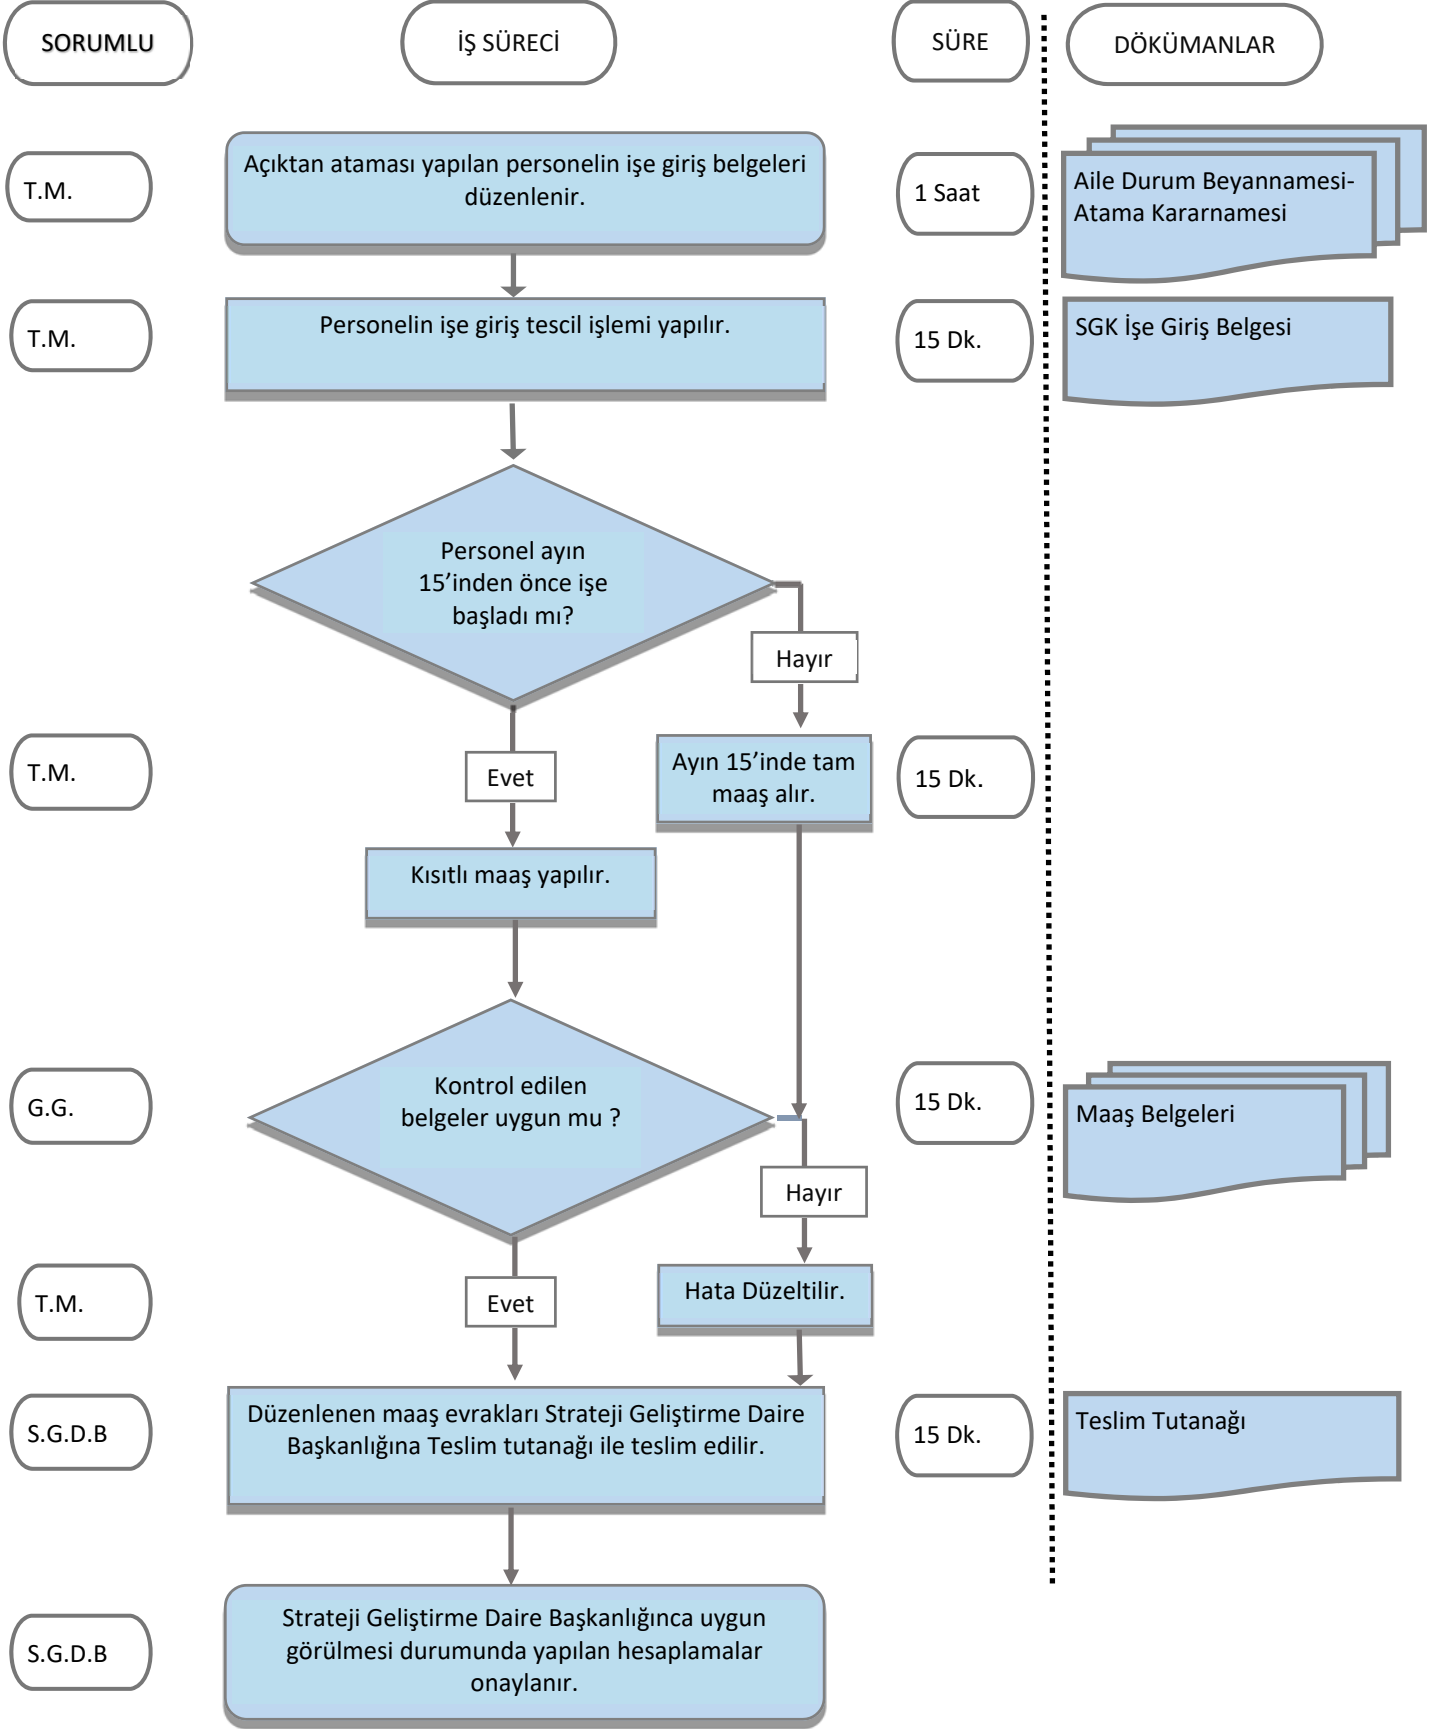 SORUMLU
İŞ SÜRECİ
SÜRE
DÖKÜMANLAR
T.M.
Açıktan ataması yapılan personelin işe giriş belgeleri
düzenlenir.
1 Saat
Aile Durum Beyannamesi-
Atama Kararnamesi
T.M.
Personelin işe giriş tescil işlemi yapılır.
15 Dk.
SGK İşe Giriş Belgesi
Personel ayın
15’inden önce işe
başladı mı?
Hayır
T.M.
Evet
Ayın 15’inde tam
maaş alır.
15 Dk.
Kısıtlı maaş yapılır.
G.G.
Kontrol edilen
belgeler uygun mu ?
15 Dk.
Maaş Belgeleri
Hayır
T.M.
Evet
Hata Düzeltilir.
S.G.D.B
Düzenlenen maaş evrakları Strateji Geliştirme Daire
Başkanlığına Teslim tutanağı ile teslim edilir.
15 Dk.
Teslim Tutanağı
S.G.D.B
Strateji Geliştirme Daire Başkanlığınca uygun
görülmesi durumunda yapılan hesaplamalar
onaylanır.